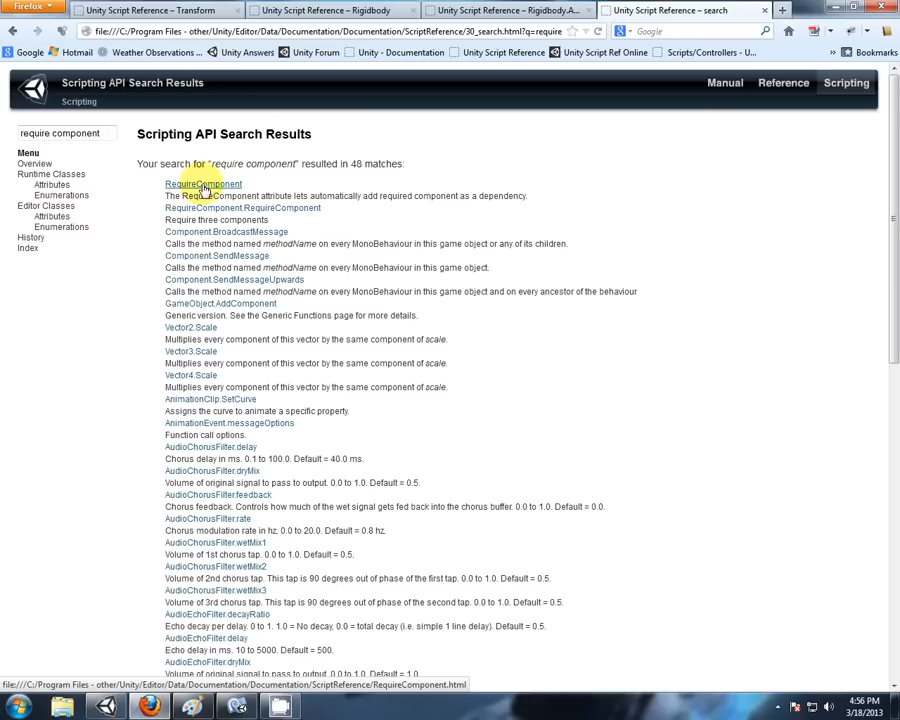 Firefox
Unity Script Reference – Transform
Unity Script Reference – Rigidbody
Unity Script Reference – Rigidbody.A...
Unity Script Reference – search
file:///C:/Program Files - other/Unity/Editor/Data/Documentation/Documentation/ScriptReference/30_search.html?q=require
Google
Google
Hotmail
Weather Observations ...
Unity Answers
Unity Forum
Unity - Documentation
Unity Script Reference
Unity Script Ref Online
Scripts/Controllers - U...
Bookmarks
Scripting API Search Results
Scripting
Manual
Reference
Scripting
require component
Menu
Overview
Runtime Classes
Attributes
Enumerations
Editor Classes
Attributes
Enumerations
History
Index
Scripting API Search Results
Your search for "require component" resulted in 48 matches:
RequireComponent
The RequireComponent attribute lets automatically add required component as a dependency.
RequireComponent.RequireComponent
Require three components
Component.BroadcastMessage
Calls the method named methodName on every MonoBehaviour in this game object or any of its children.
Component.SendMessage
Calls the method named methodName on every MonoBehaviour in this game object.
Component.SendMessageUpwards
Calls the method named methodName on every MonoBehaviour in this game object and on every ancestor of the behaviour
GameObject.AddComponent
Generic version. See the Generic Functions page for more details.
Vector2.Scale
Multiplies every component of this vector by the same component of scale.
Vector3.Scale
Multiplies every component of this vector by the same component of scale.
Vector4.Scale
Multiplies every component of this vector by the same component of scale.
AnimationClip.SetCurve
Assigns the curve to animate a specific property.
AnimationEvent.messageOptions
Function call options.
AudioChorusFilter.delay
Chorus delay in ms. 0.1 to 100.0. Default = 40.0 ms.
AudioChorusFilter.dryMix
Volume of original signal to pass to output. 0.0 to 1.0. Default = 0.5.
AudioChorusFilter.feedback
Chorus feedback. Controls how much of the wet signal gets fed back into the chorus buffer. 0.0 to 1.0. Default = 0.0.
AudioChorusFilter.rate
Chorus modulation rate in hz. 0.0 to 20.0. Default = 0.8 hz.
AudioChorusFilter.wetMix1
Volume of 1st chorus tap. 0.0 to 1.0. Default = 0.5.
AudioChorusFilter.wetMix2
Volume of 2nd chorus tap. This tap is 90 degrees out of phase of the first tap. 0.0 to 1.0. Default = 0.5.
AudioChorusFilter.wetMix3
Volume of 3rd chorus tap. This tap is 90 degrees out of phase of the second tap. 0.0 to 1.0. Default = 0.5.
AudioEchoFilter.decayRatio
Echo decay per delay. 0 to 1. 1.0 = No decay, 0.0 = total decay (i.e. simple 1 line delay). Default = 0.5.
AudioEchoFilter.delay
Echo delay in ms. 10 to 5000. Default = 500.
AudioEchoFilter.dryMix
Volume of original signal to pass to output. 0.0 to 1.0. Default = 1.0.
file:///C:/Program Files - other/Unity/Editor/Data/Documentation/Documentation/ScriptReference/RequireComponent.html
4:56 PM
3/18/2013